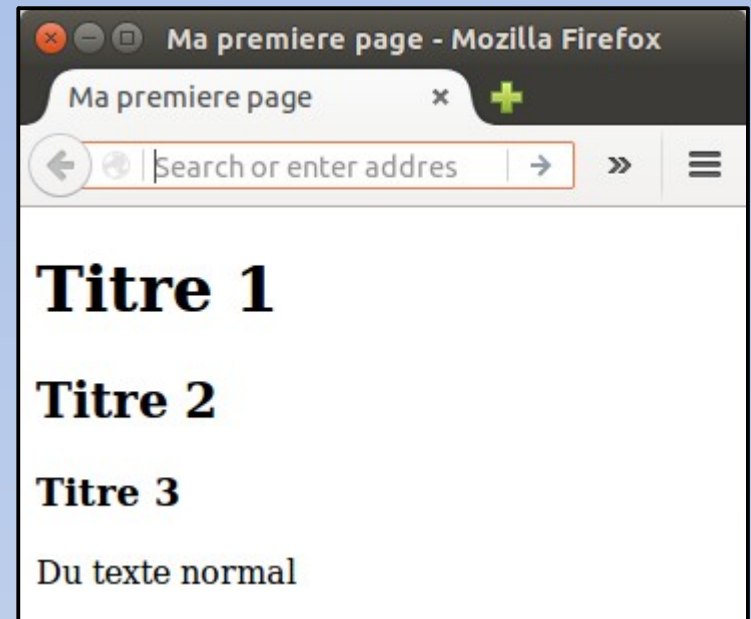 Ma premiere page - Mozilla Firefox
Ma premiere page
Search or enter addres
Titre 1
Titre 2
Titre 3
Du texte normal